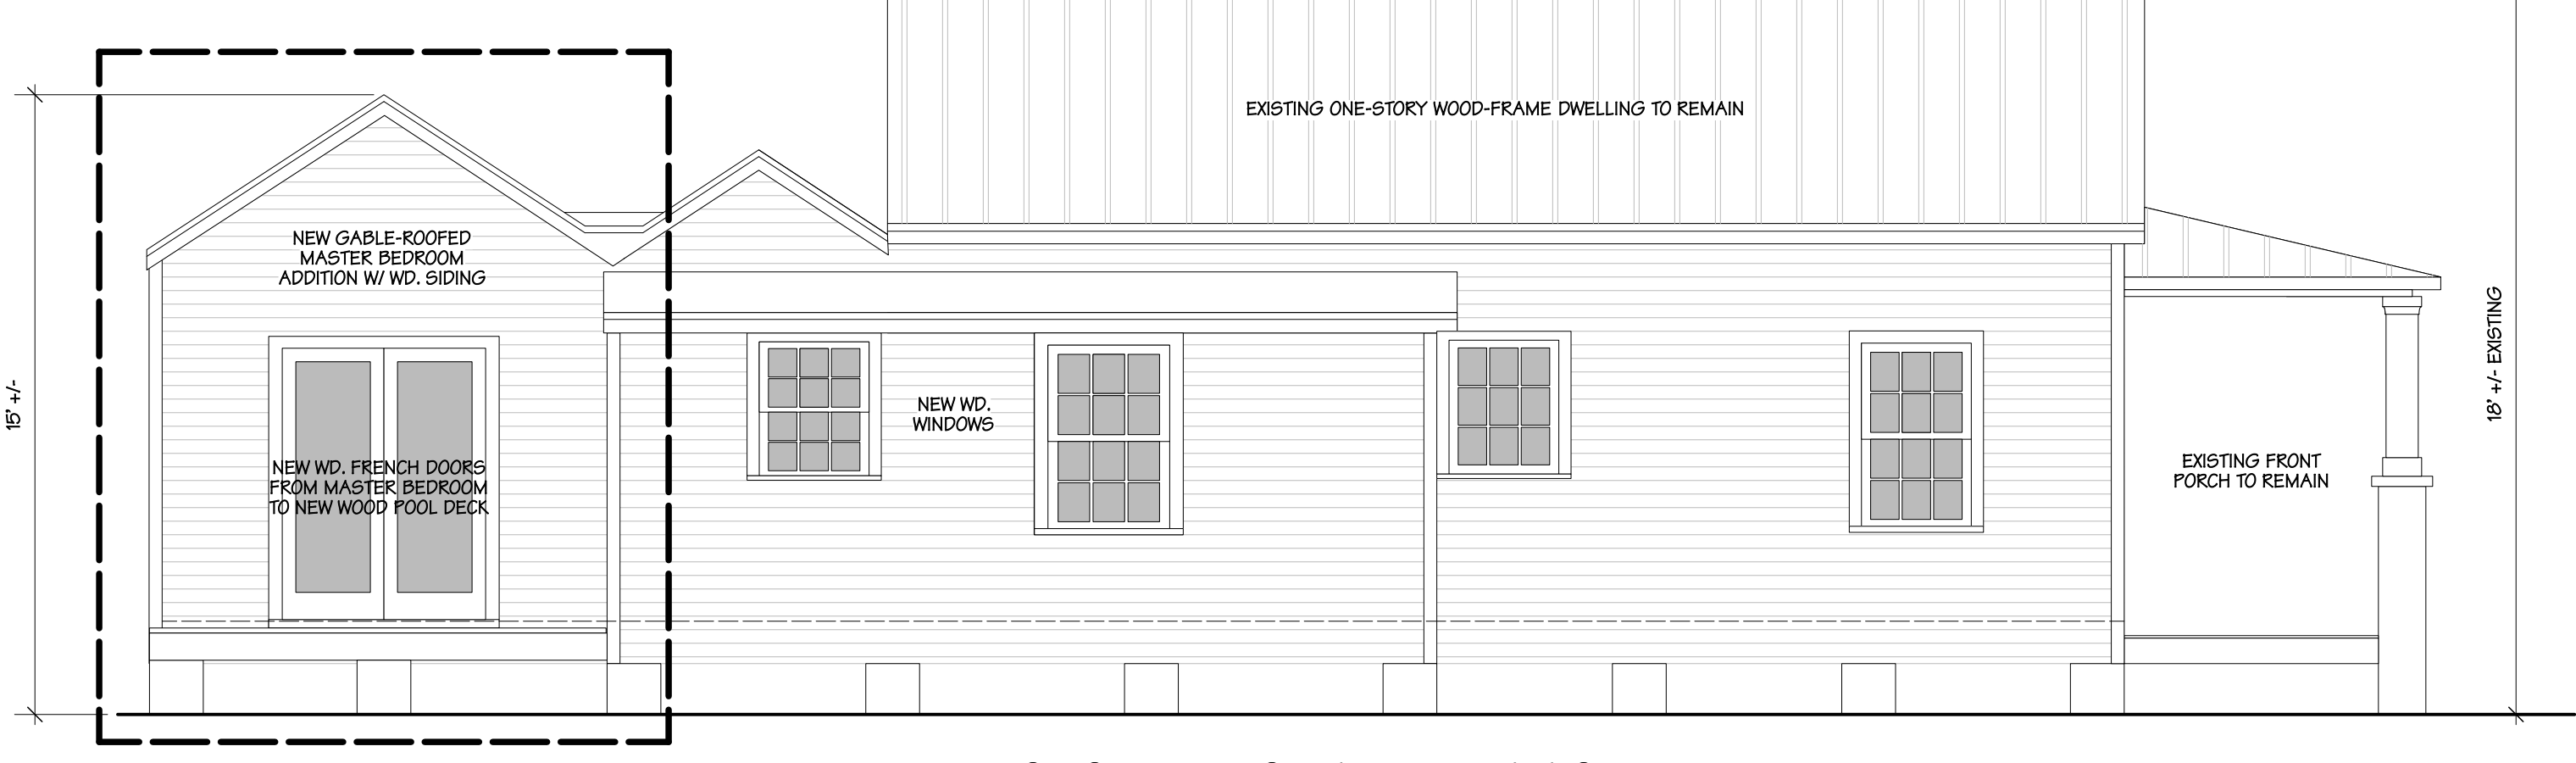 EXISTING ONE-STORY WOOD-FRAME DWELLING TO REMAIN
NEW GABLE-ROOFED
MASTER BEDROOM
ADDITION W/ WD. SIDING
15' +/-
NEW WD.
WINDOWS
NEW WD. FRENCH DOORS
FROM MASTER BEDROOM
TO NEW WOOD POOL DECK
EXISTING FRONT
PORCH TO REMAIN
18' +/- EXISTING